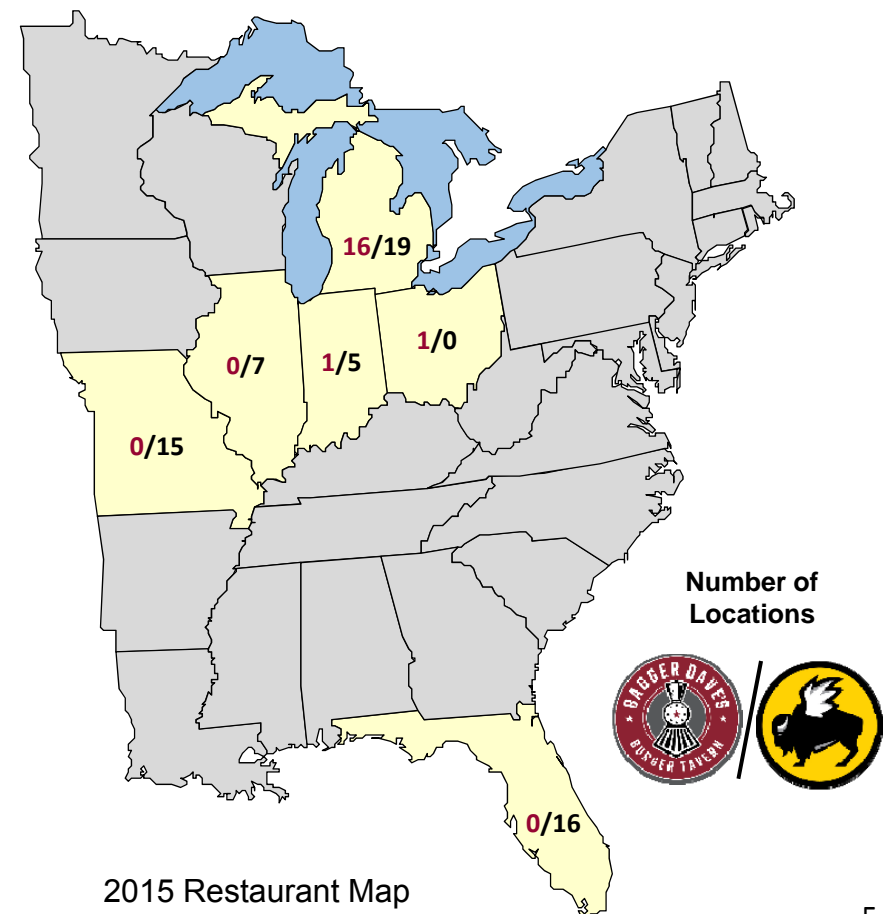 16/19
1/0
0/7
1/5
0/15
Number of
Locations
BAGGER DAVE'S
BURGER TAVERN
0/16
2015 Restaurant Map
5